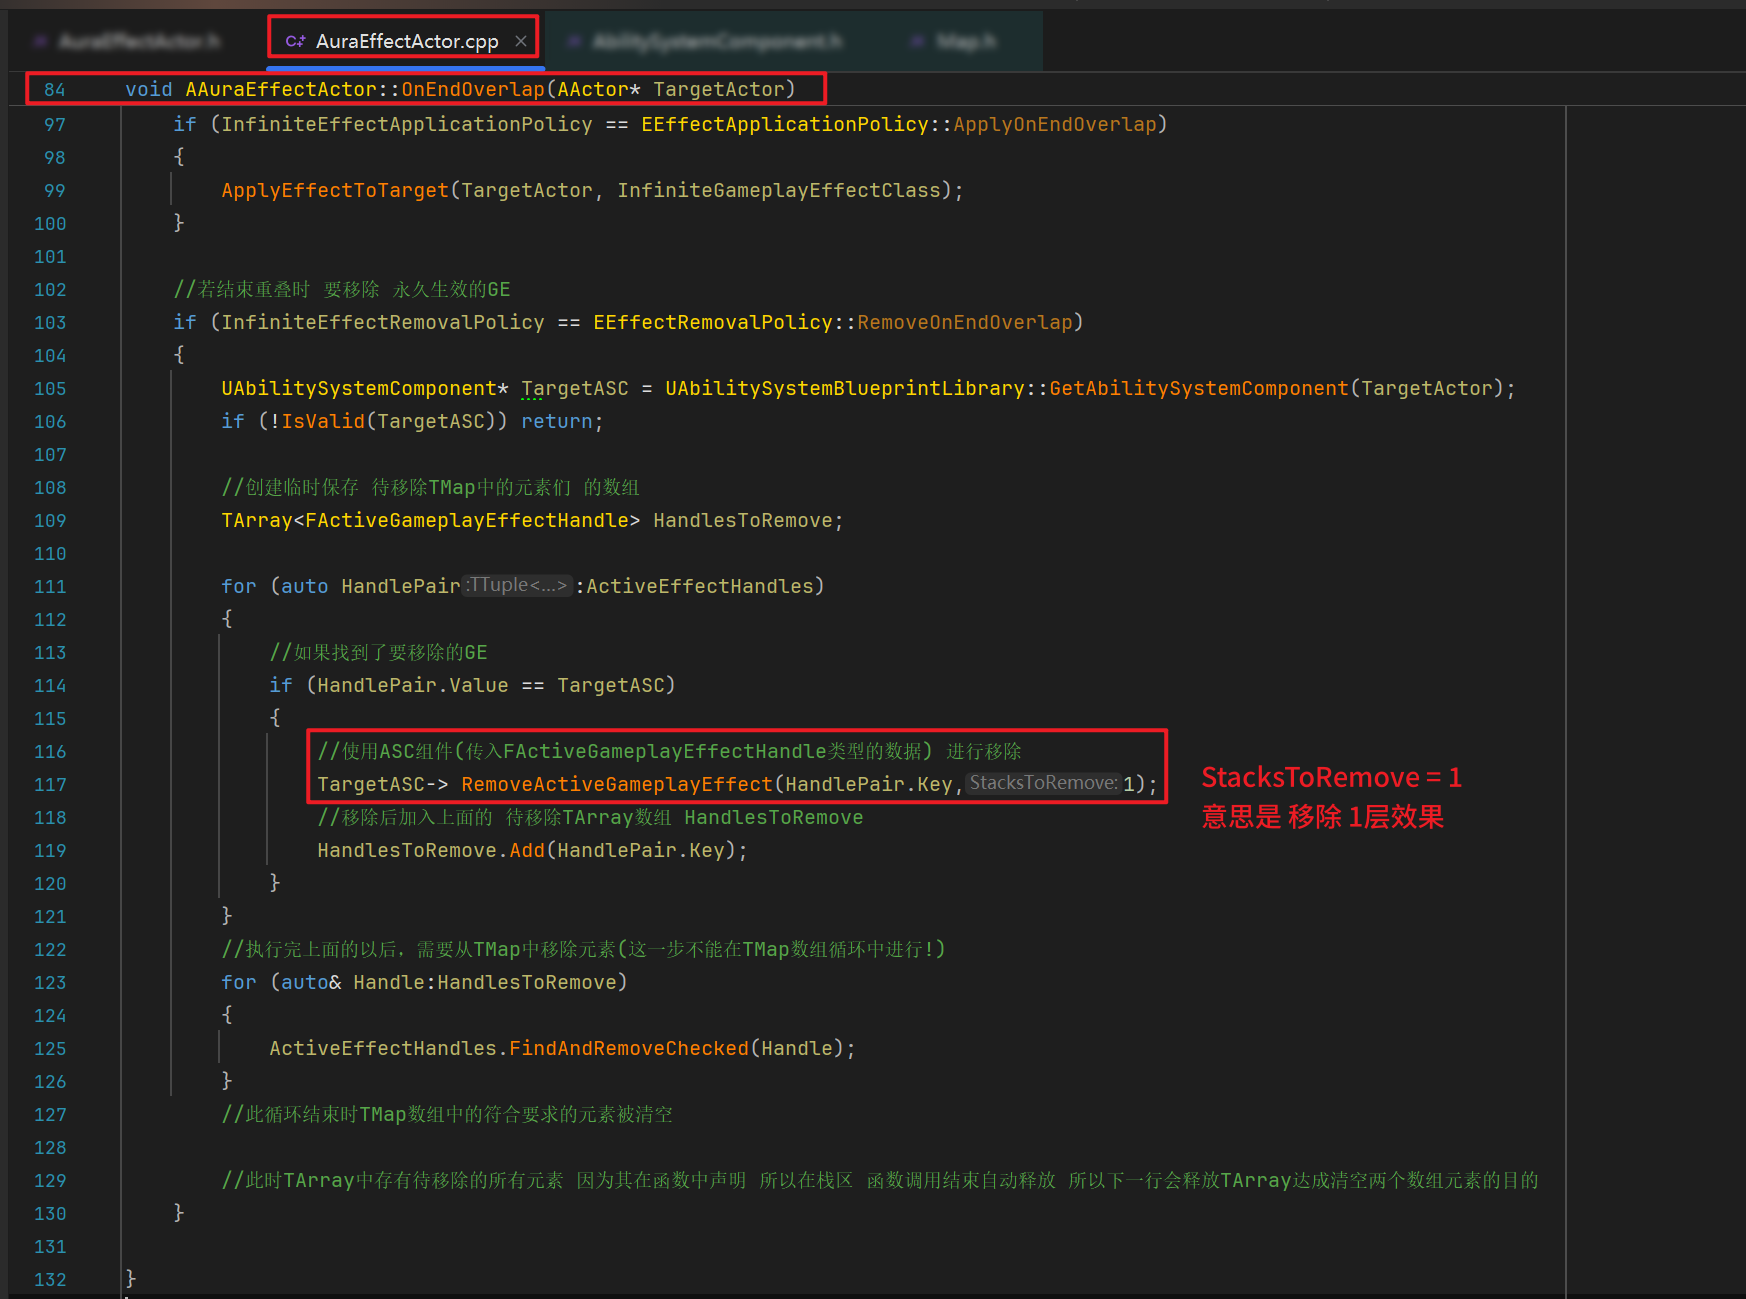 AuraEffectActor.cpp
84 void AAuraEffectActor::OnEndOverlap(AActor* TargetActor)
97 if (InfiniteEffectApplicationPolicy == EEffectApplicationPolicy::ApplyOnEndOverlap)
98 {
99 ApplyEffectToTarget(TargetActor, InfiniteGameplayEffectClass);
100 }
101
102 //若结束重叠时 要移除 永久生效的GE
103 if (InfiniteEffectRemovalPolicy == EEffectRemovalPolicy::RemoveOnEndOverlap)
104 {
105 UAbilitySystemComponent* TargetASC = UAbilitySystemBlueprintLibrary::GetAbilitySystemComponent(TargetActor);
106 if (!IsValid(TargetASC)) return;
107
108 //创建临时保存 待移除TMap中的元素们 的数组
109 TArray<FActiveGameplayEffectHandle> HandlesToRemove;
110
111 for (auto HandlePair :TTuple<...> :ActiveEffectHandles)
112 {
113 //如果找到了要移除的GE
114 if (HandlePair.Value == TargetASC)
115 {
116 //使用ASC组件(传入FActiveGameplayEffectHandle类型的数据) 进行移除
117 TargetASC-> RemoveActiveGameplayEffect(HandlePair.Key, StacksToRemove: 1);
StacksToRemove = 1
意思是 移除 1层效果
118 //移除后加入上面的 待移除TArray数组 HandlesToRemove
119 HandlesToRemove.Add(HandlePair.Key);
120 }
121 }
122 //执行完上面的以后，需要从TMap中移除元素(这一步不能在TMap数组循环中进行!)
123 for (auto& Handle:HandlesToRemove)
124 {
125 ActiveEffectHandles.FindAndRemoveChecked(Handle);
126 }
127 //此循环结束时TMap数组中的符合要求的元素被清空
128
129 //此时TArray中存有待移除的所有元素 因为其在函数中声明 所以在栈区 函数调用结束自动释放 所以下一行会释放TArray达成清空两个数组元素的目的
130 }
131
132 }